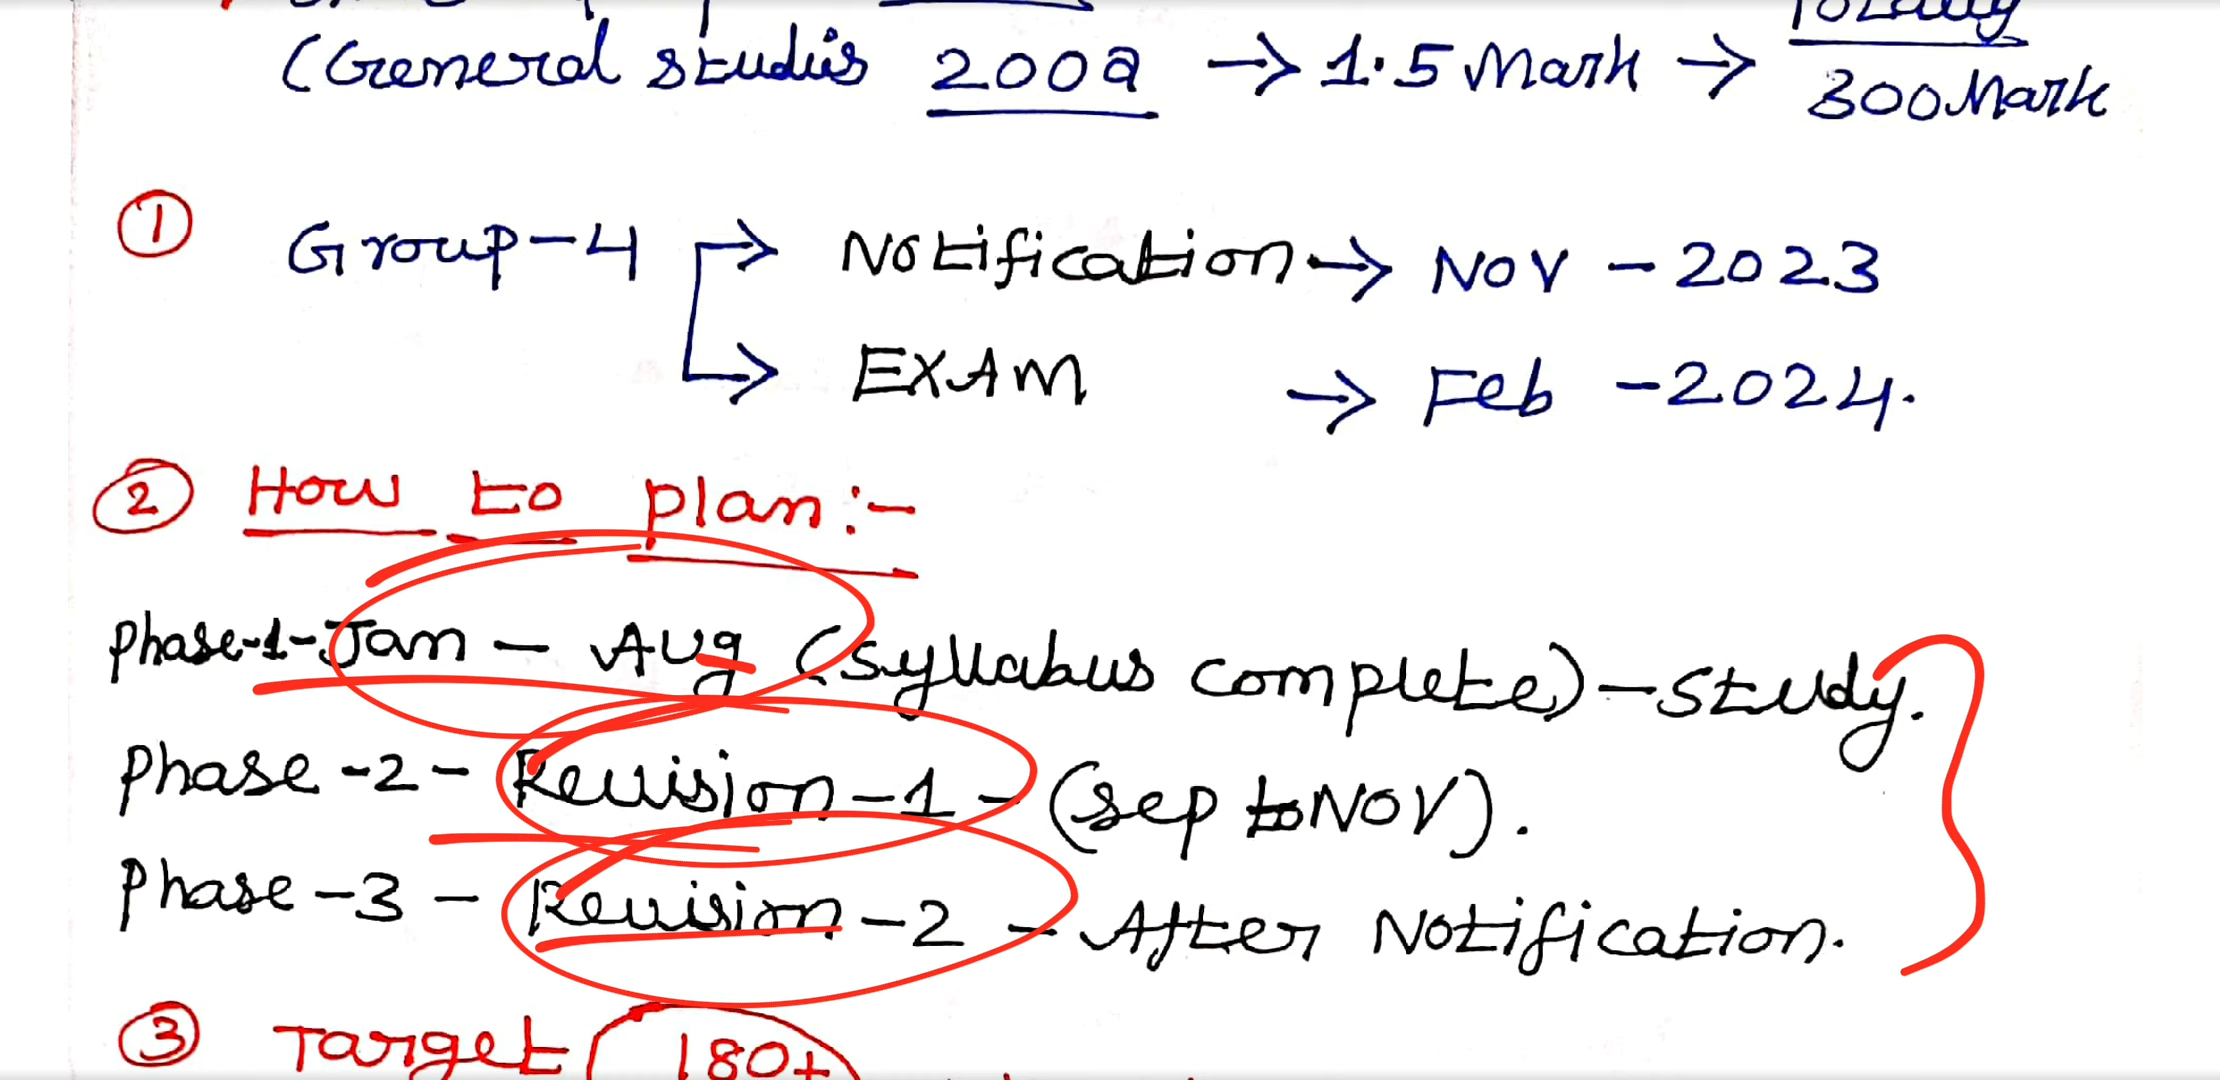 Totally
(General studies 200Q → 1.5 Mark → 300 Mark
① Group-4 → Notification → NOV - 2023
→ EXAM → Feb - 2024.
② How to plan:-
Phase-1-Jan - Aug (syllabus complete) - Study.
Phase -2 - Revision -1 - (Sep to NOV).
Phase -3 - Revision -2 - After Notification.
③ Target 180+